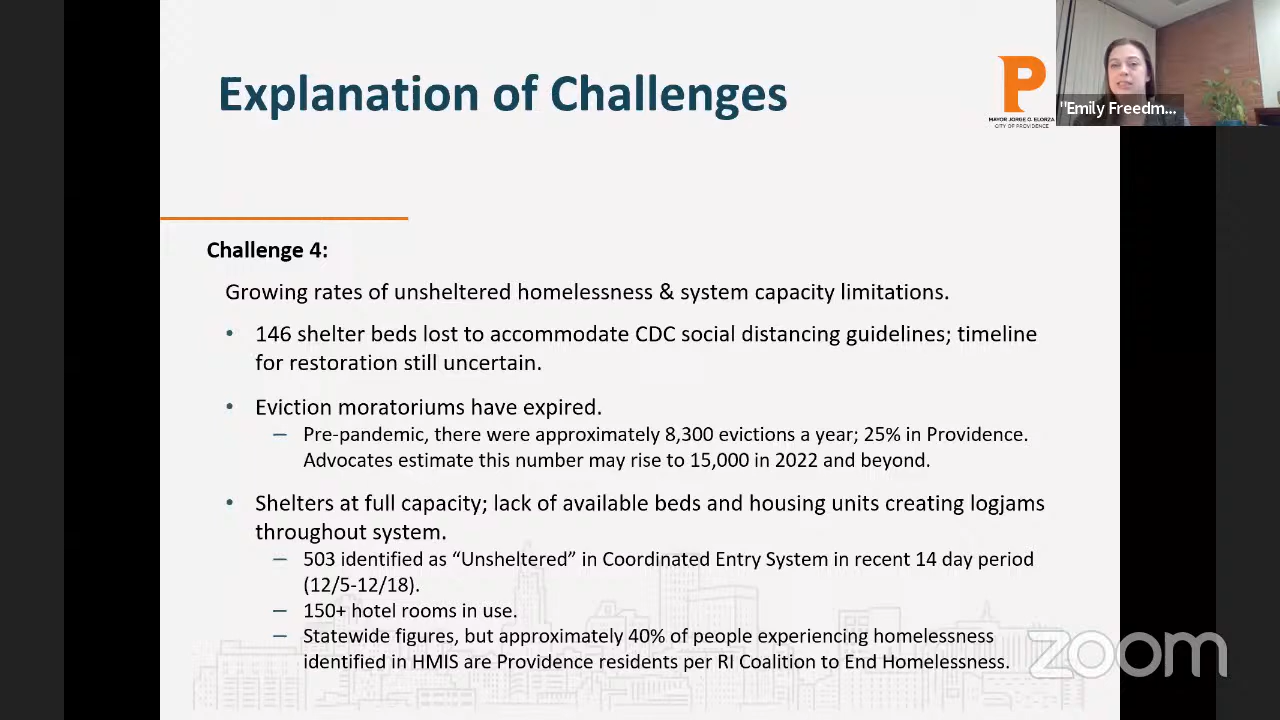 Explanation of Challenges
P
MAYOR JORGE O. ELORZA
CITY OF PROVIDENCE
"Emily Freedm...
Challenge 4:
Growing rates of unsheltered homelessness & system capacity limitations.
• 146 shelter beds lost to accommodate CDC social distancing guidelines; timeline
for restoration still uncertain.
• Eviction moratoriums have expired.
– Pre-pandemic, there were approximately 8,300 evictions a year; 25% in Providence.
Advocates estimate this number may rise to 15,000 in 2022 and beyond.
• Shelters at full capacity; lack of available beds and housing units creating logjams
throughout system.
– 503 identified as “Unsheltered” in Coordinated Entry System in recent 14 day period
(12/5-12/18).
– 150+ hotel rooms in use.
– Statewide figures, but approximately 40% of people experiencing homelessness
identified in HMIS are Providence residents per RI Coalition to End Homelessness.
zoom